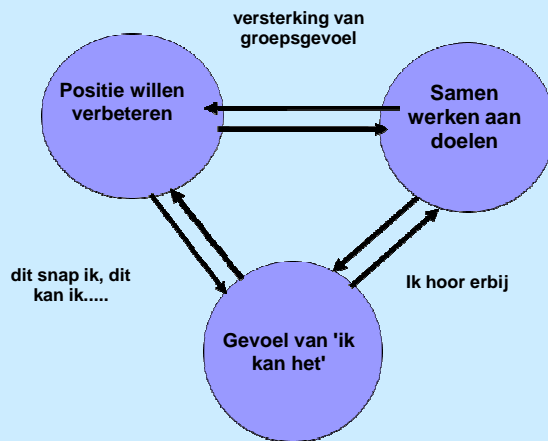 versterking van
groepsgevoel
Positie willen
verbeteren
Samen
werken aan
doelen
dit snap ik, dit
kan ik.....
Ik hoor erbij
Gevoel van 'ik
kan het'